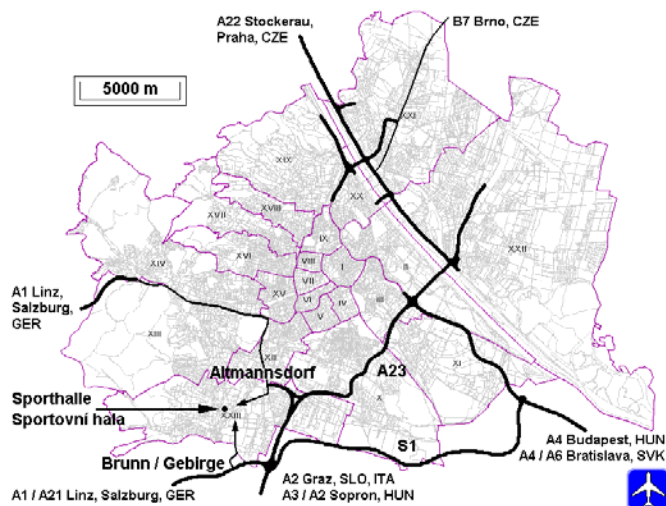 A22 Stockerau,
Praha, CZE
B7 Brno, CZE
5000 m
XXI
XIX
XX
XVIII
XVII
IX
XXII
XVI
VIII
I
II
XIV
VII
A1 Linz,
Salzburg,
GER
XV
VI
IV
V
III
XIII
XII
XI
Altmannsdorf
A23
X
Sporthalle
Sportovní hala
XXIII
S1
Brunn / Gebirge
A4 Budapest, HUN
A4 / A6 Bratislava, SVK
A2 Graz, SLO, ITA
A3 / A2 Sopron, HUN
A1 / A21 Linz, Salzburg, GER